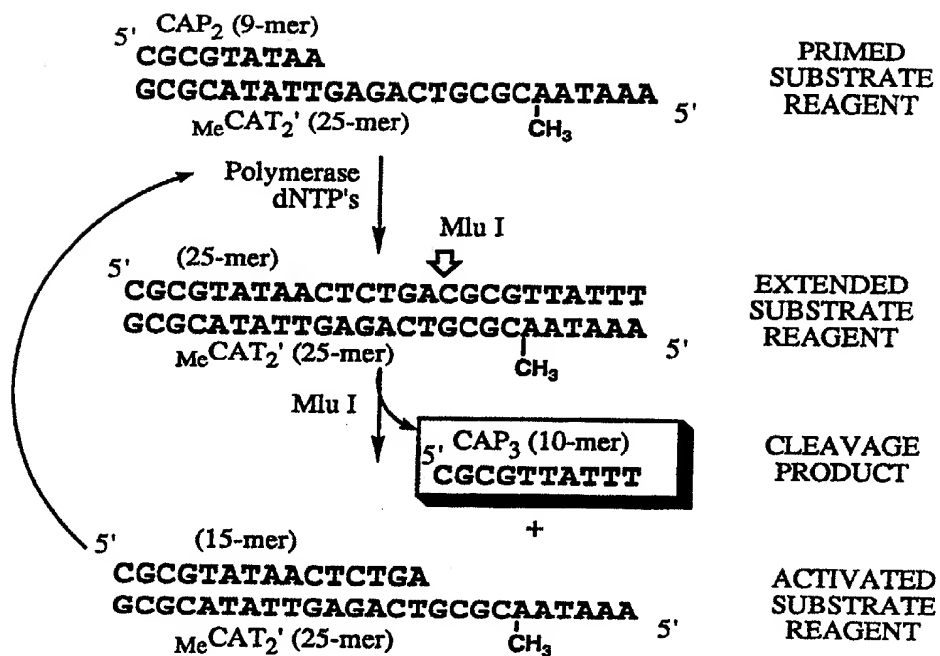 CAP₂ (9-mer)
5'
CGCGTATAA
GCGCATATTGAGACTGCGCAATAAA
5'
MeCAT₂' (25-mer)
CH₃
PRIMED
SUBSTRATE
REAGENT
Polymerase
dNTP's
Mlu I
5'
(25-mer)
CGCGTATAACTCTGACGCGTTATTT
GCGCATATTGAGACTGCGCAATAAA
5'
MeCAT₂' (25-mer)
CH₃
EXTENDED
SUBSTRATE
REAGENT
Mlu I
5'
CAP₃ (10-mer)
CGCGTTATTT
CLEAVAGE
PRODUCT
+
5'
(15-mer)
CGCGTATAACTCTGA
GCGCATATTGAGACTGCGCAATAAA
5'
MeCAT₂' (25-mer)
CH₃
ACTIVATED
SUBSTRATE
REAGENT